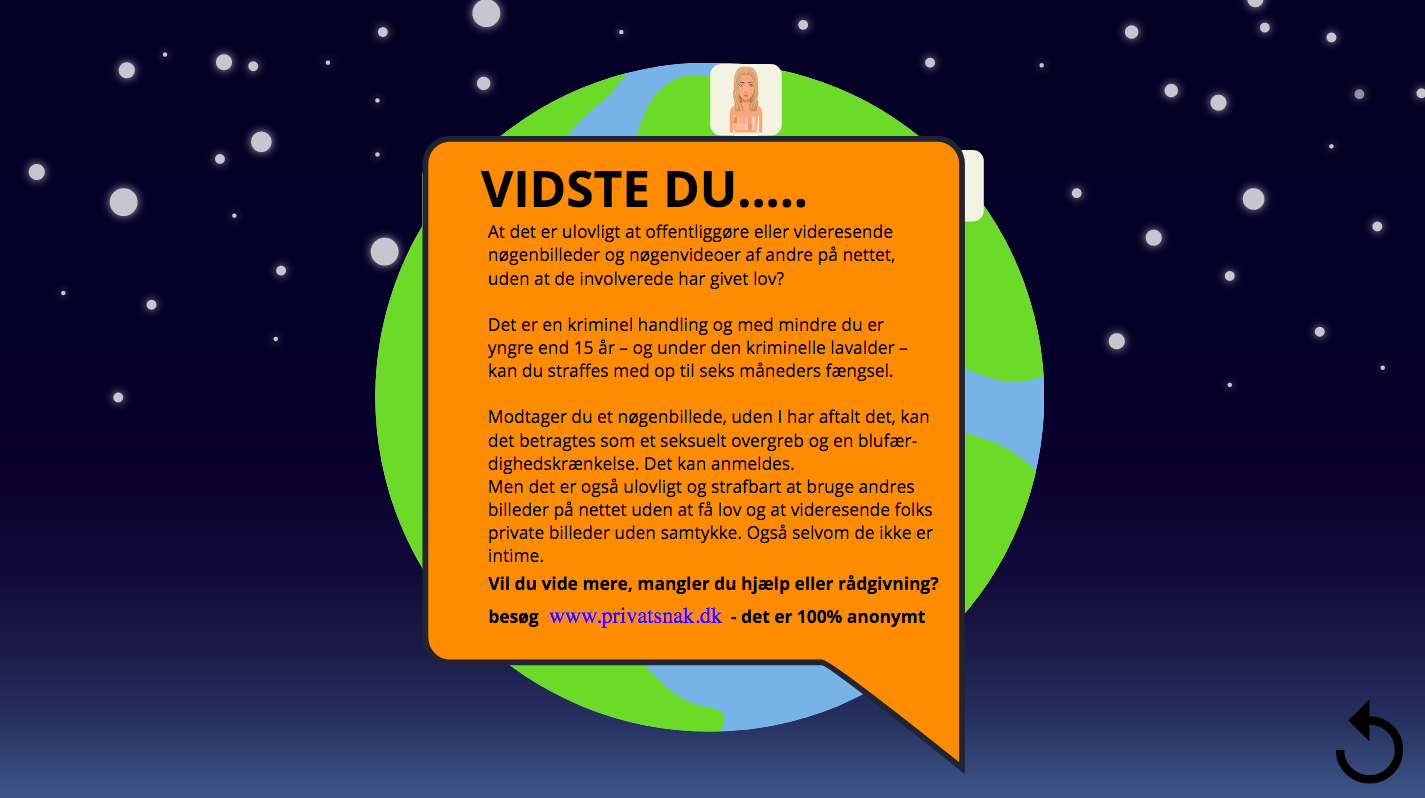 VIDSTE DU.....
At det er ulovligt at offentliggøre eller videresende
nøgenbilleder og nøgenvideoer af andre på nettet,
uden at de involverede har givet lov?
Det er en kriminel handling og med mindre du er
yngre end 15 år – og under den kriminelle lavalder –
kan du straffes med op til seks måneders fængsel.
Modtager du et nøgenbillede, uden I har aftalt det, kan
det betragtes som et seksuelt overgreb og en blufær-
dighedskrænkelse. Det kan anmeldes.
Men det er også ulovligt og strafbart at bruge andres
billeder på nettet uden at få lov og at videresende folks
private billeder uden samtykke. Også selvom de ikke er
intime.
Vil du vide mere, mangler du hjælp eller rådgivning?
besøg www.privatsnak.dk - det er 100% anonymt